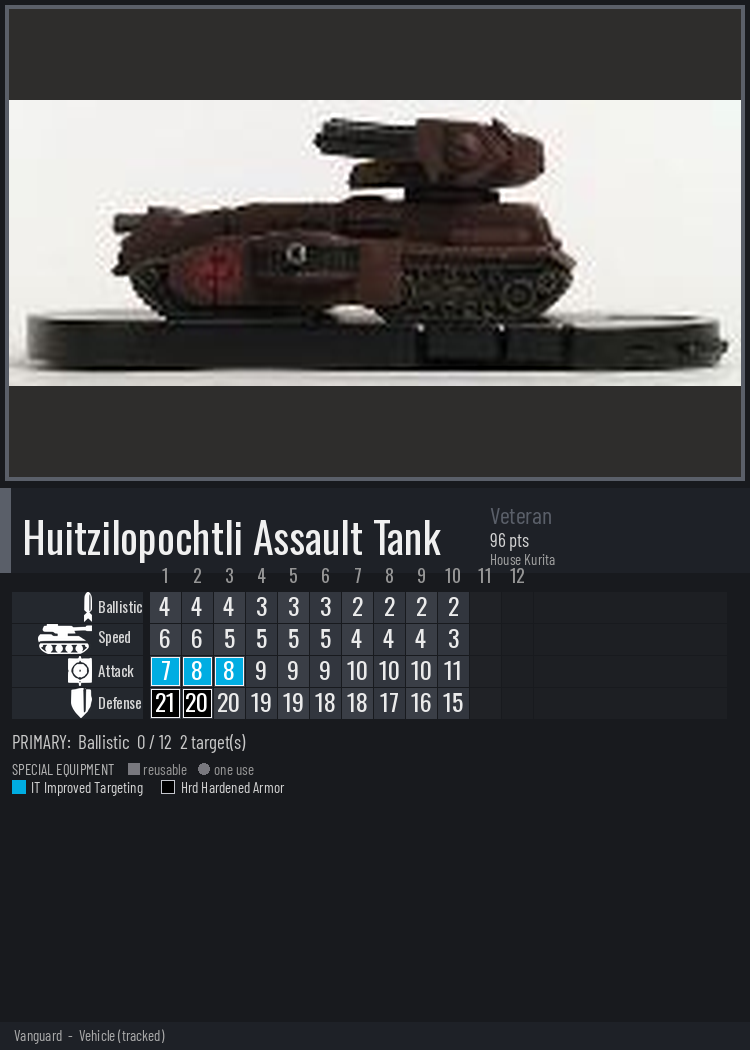 Huitzilopochtli Assault Tank
Veteran
96 pts
House Kurita
1 2 3 4 5 6 7 8 9 10 11 12
Ballistic 4 4 4 3 3 3 2 2 2 2
Speed 6 6 5 5 5 5 4 4 4 3
Attack 7 8 8 9 9 9 10 10 10 11
Defense 21 20 20 19 19 18 18 17 16 15
PRIMARY: Ballistic 0 / 12 2 target(s)
SPECIAL EQUIPMENT reusable one use
IT Improved Targeting Hrd Hardened Armor
Vanguard - Vehicle (tracked)